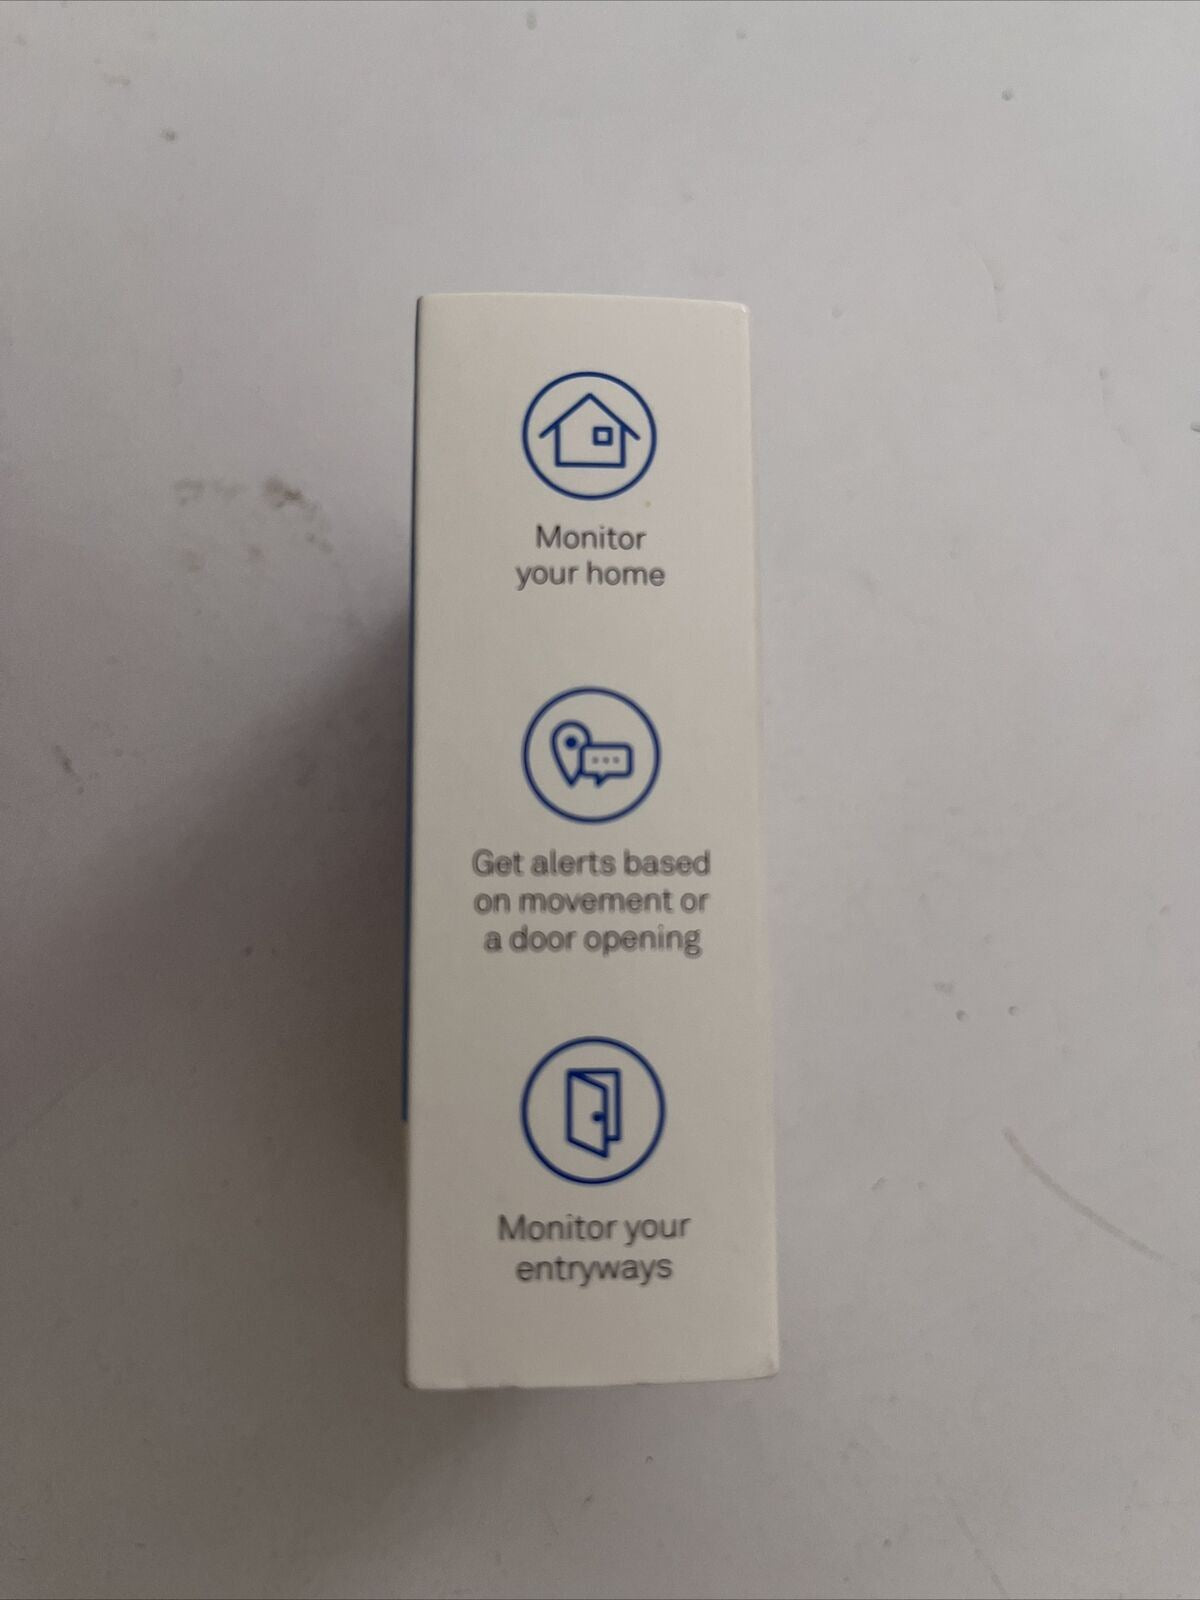 Monitor
your home
Get alerts based
on movement or
a door opening
Monitor your
entryways